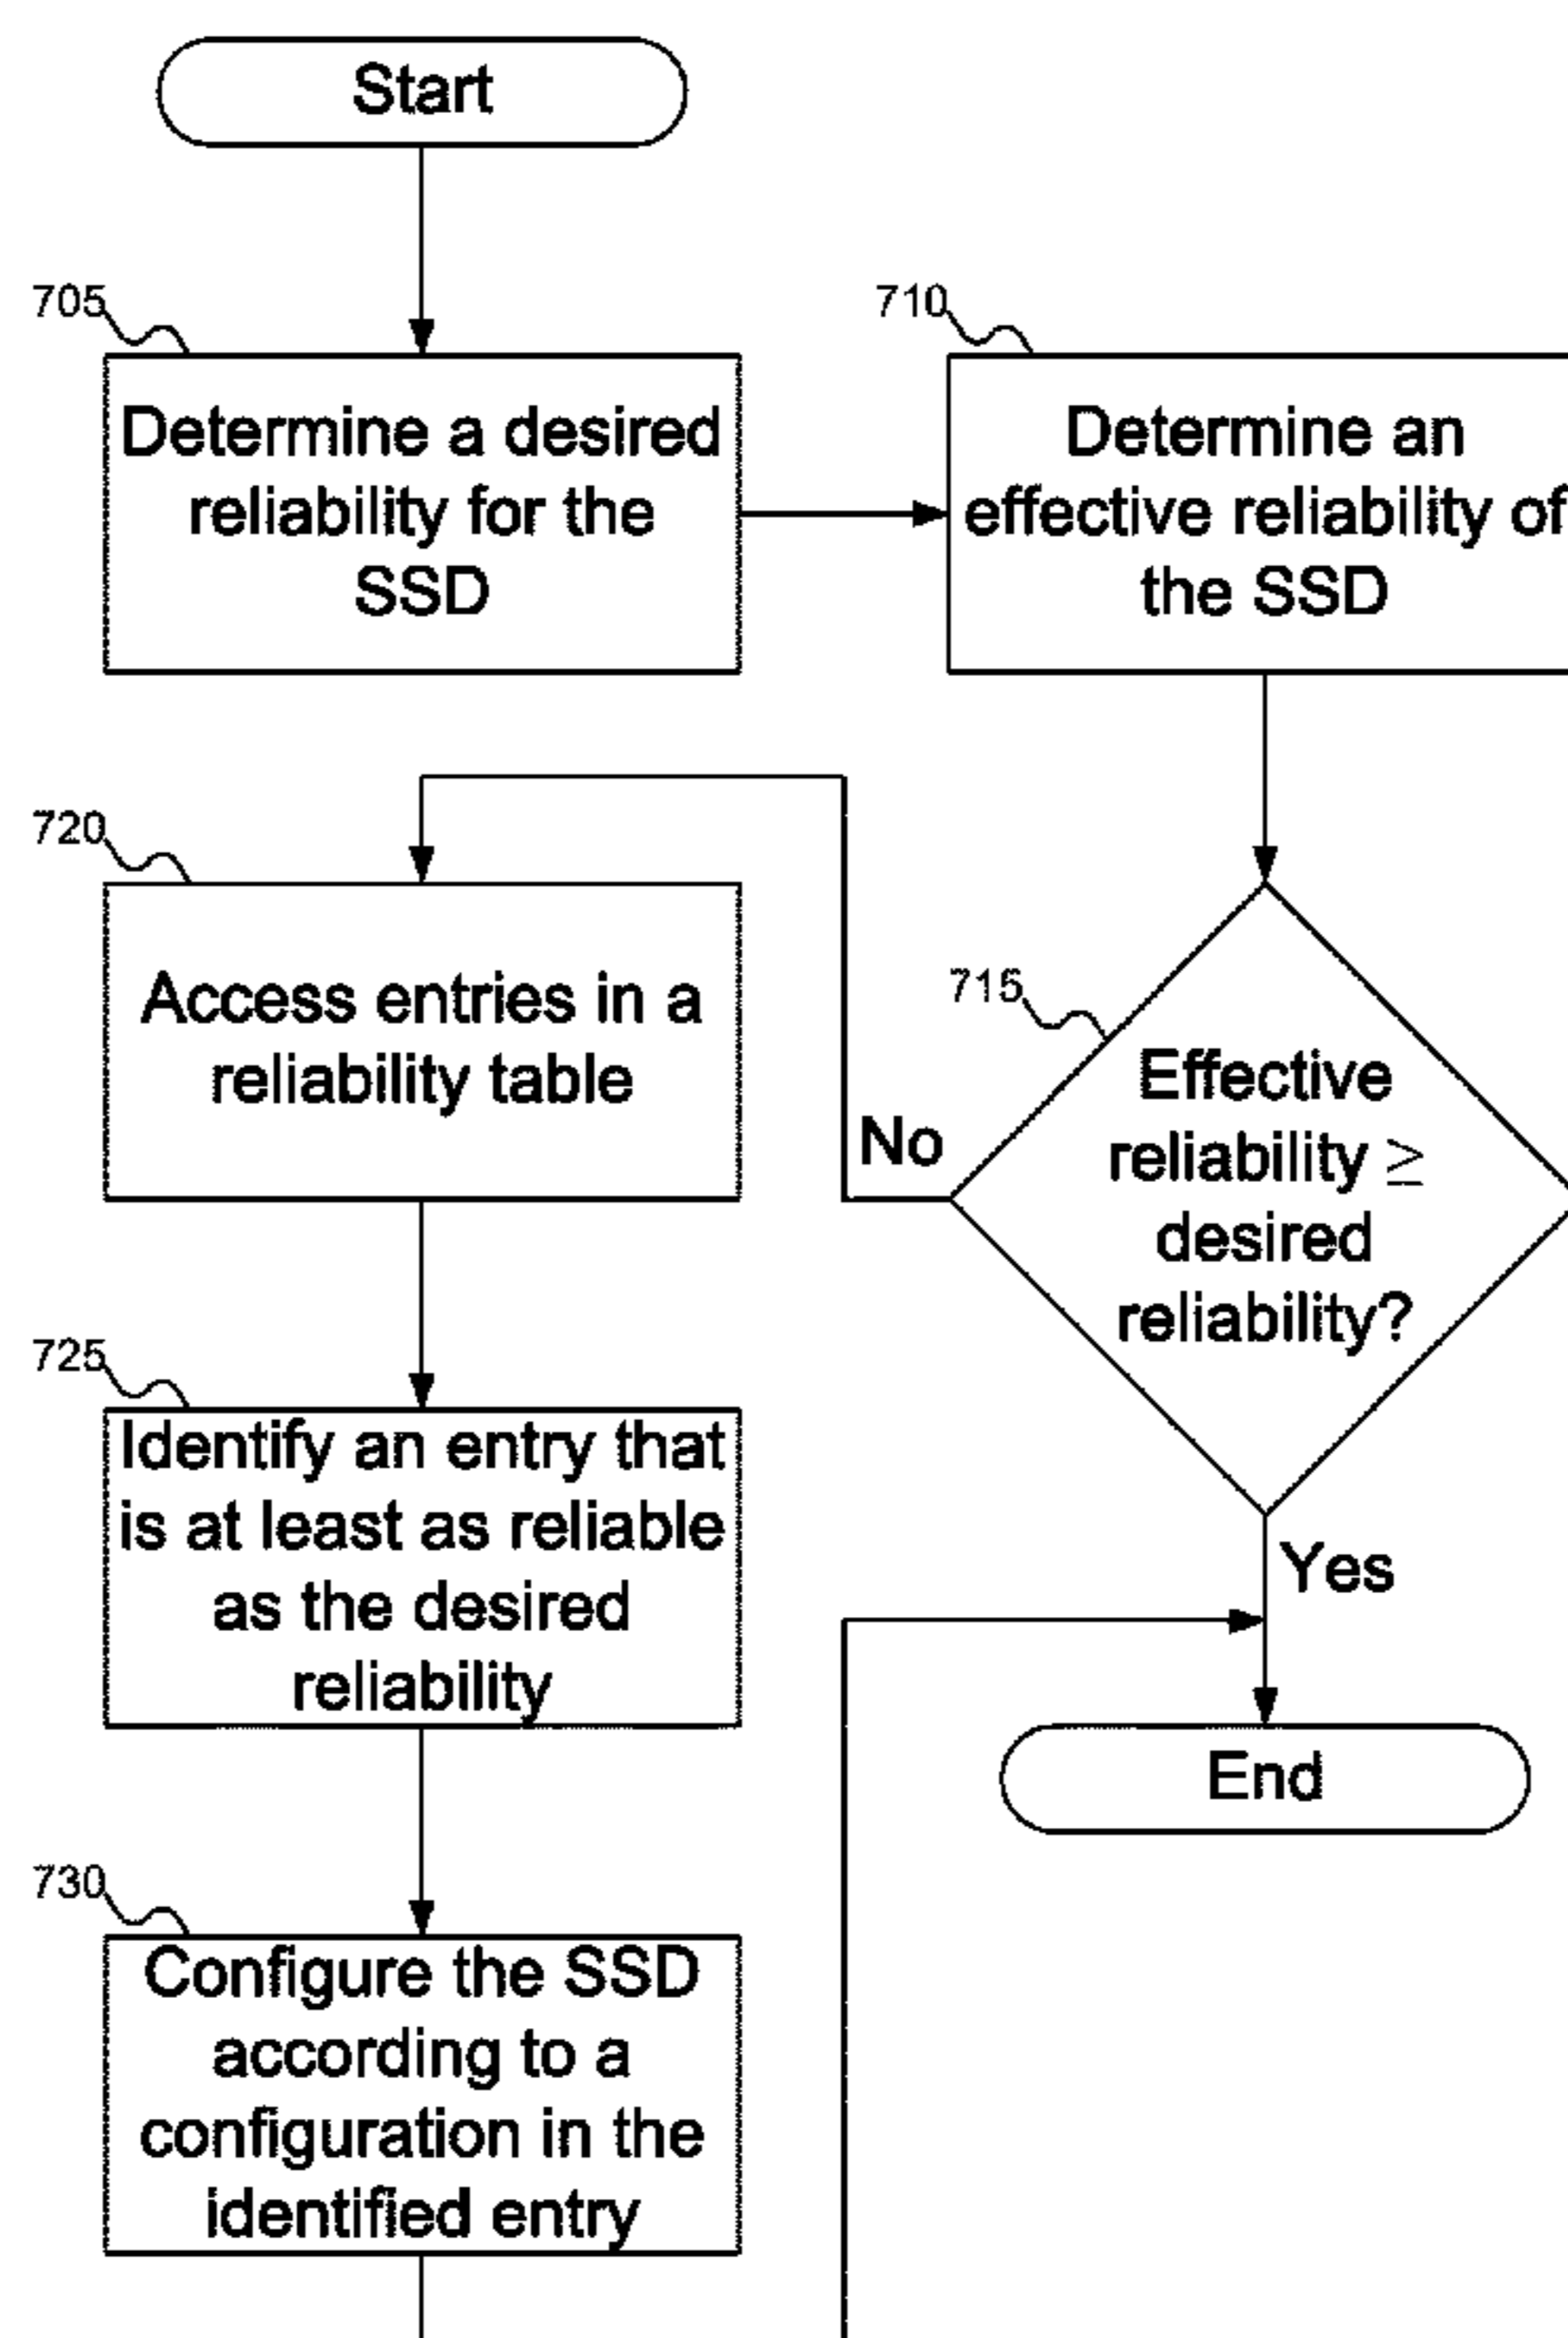 Start
705
Determine a desired
reliability for the
SSD
710
Determine an
effective reliability of
the SSD
715
Effective
reliability ≥
desired
reliability?
No
Yes
720
Access entries in a
reliability table
725
Identify an entry that
is at least as reliable
as the desired
reliability
730
Configure the SSD
according to a
configuration in the
identified entry
End